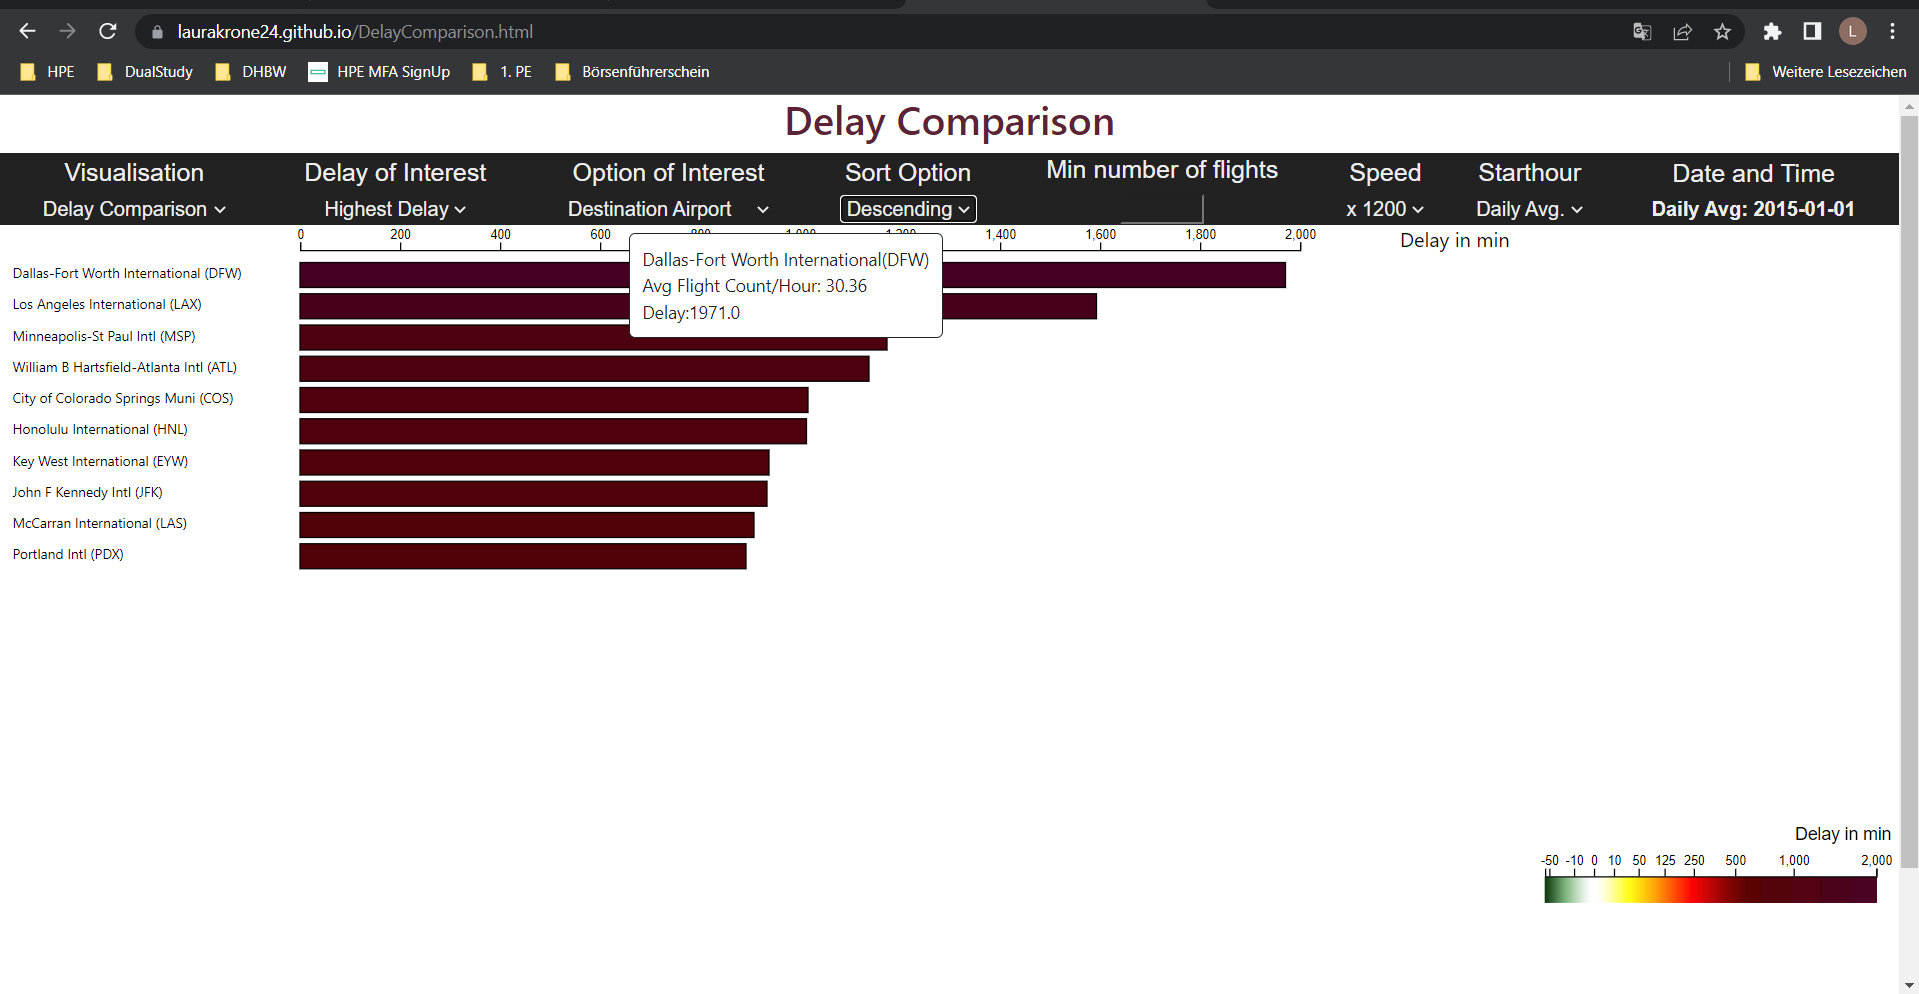 laurakrone24.github.io/DelayComparison.html
L
HPE DualStudy DHBW HPE MFA SignUp 1. PE Börsenführerschein Weitere Lesezeichen
Delay Comparison
Visualisation Delay of Interest Option of Interest Sort Option Min number of flights Speed Starthour Date and Time
Delay Comparison Highest Delay Destination Airport Descending x 1200 Daily Avg. Daily Avg: 2015-01-01
0 200 400 600 800 1,000 1,200 1,400 1,600 1,800 2,000 Delay in min
Dallas-Fort Worth International(DFW)
Avg Flight Count/Hour: 30.36
Delay:1971.0
Dallas-Fort Worth International (DFW)
Los Angeles International (LAX)
Minneapolis-St Paul Intl (MSP)
William B Hartsfield-Atlanta Intl (ATL)
City of Colorado Springs Muni (COS)
Honolulu International (HNL)
Key West International (EYW)
John F Kennedy Intl (JFK)
McCarran International (LAS)
Portland Intl (PDX)
Delay in min
-50 -10 0 10 50 125 250 500 1,000 2,000